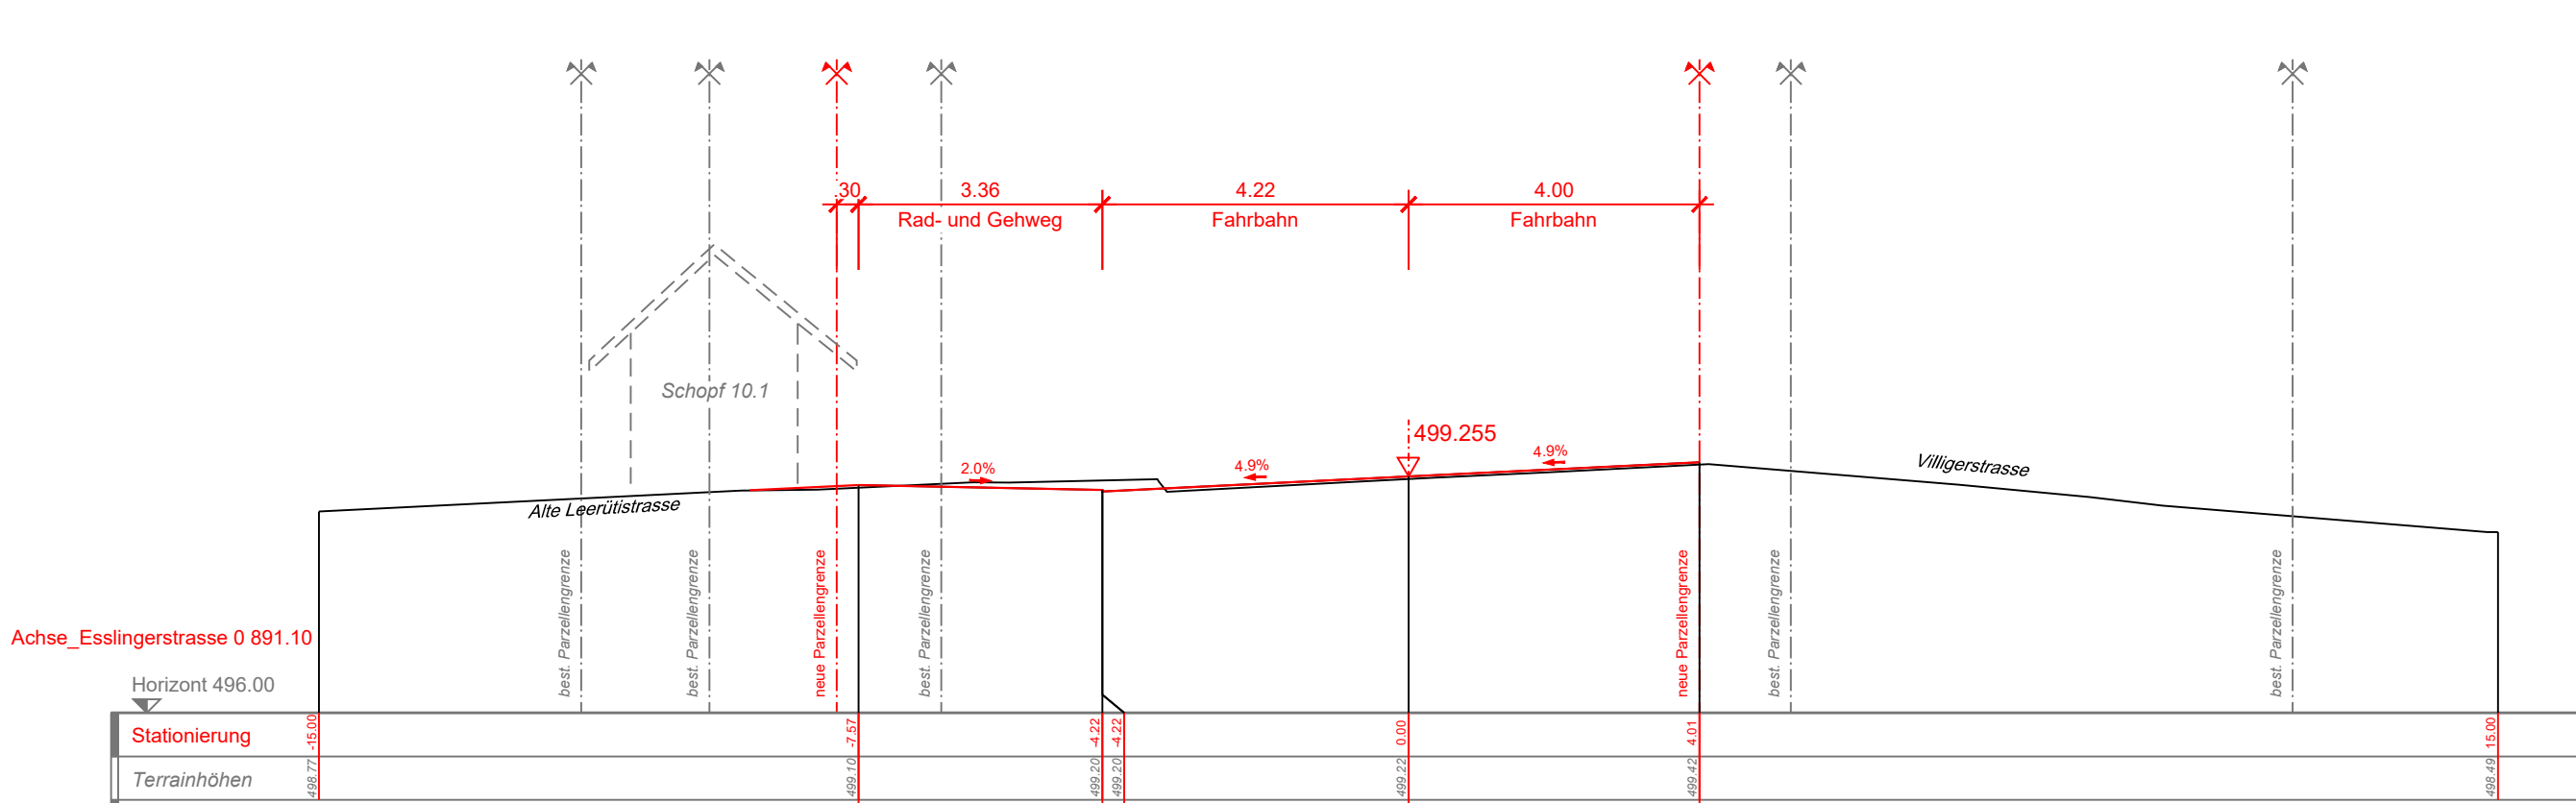 .30
3.36
4.22
4.00
Rad- und Gehweg
Fahrbahn
Fahrbahn
Schopf 10.1
499.255
2.0%
4.9%
4.9%
Villigerstrasse
Alte Leerütistrasse
best. Parzellengrenze
best. Parzellengrenze
neue Parzellengrenze
best. Parzellengrenze
neue Parzellengrenze
best. Parzellengrenze
best. Parzellengrenze
Achse_Esslingerstrasse 0 891.10
Horizont 496.00
Stationierung
-15.00
-7.57
-4.22
-4.22
0.00
4.01
15.00
Terrainhöhen
498.77
499.10
499.20
499.20
499.22
499.42
498.49